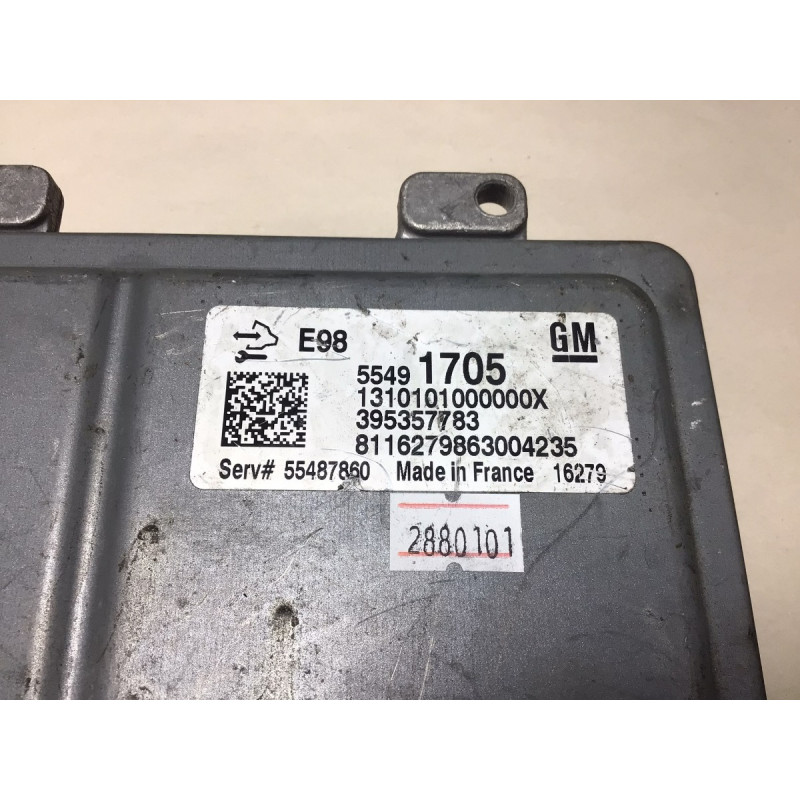 E98 GM
5549 1705
1310101000000X
395357783
8116279863004235
Serv# 55487860 Made in France 16279
2880101